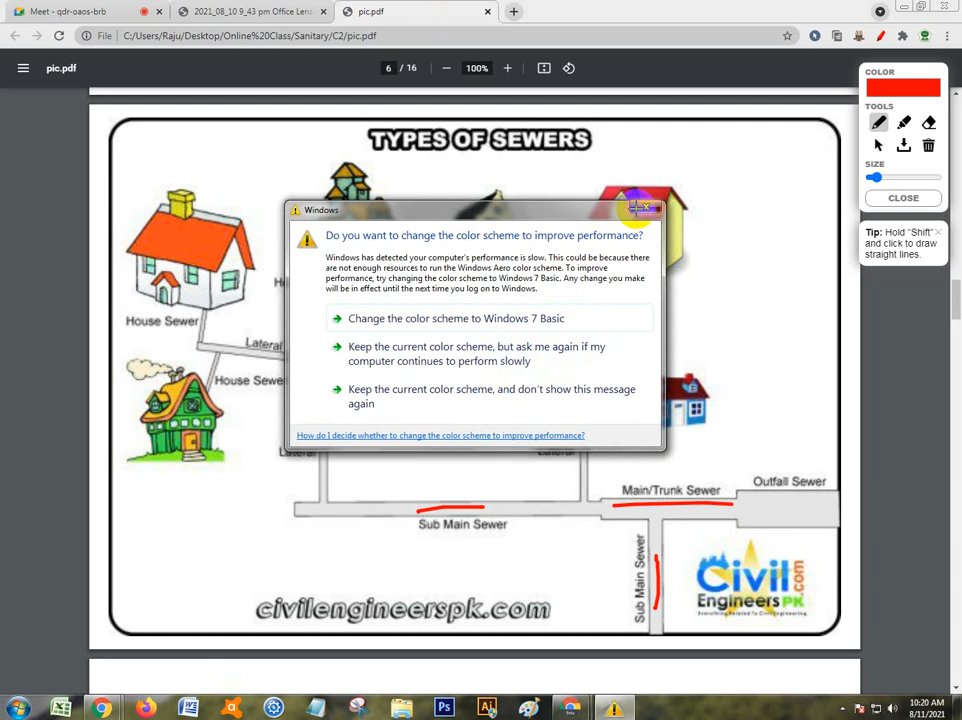 Meet - qdr-oaos-brb
2021_08_10 9_43 pm Office Lens
pic.pdf
File C:/Users/Raju/Desktop/Online%20Class/Sanitary/C2/pic.pdf
pic.pdf
6 / 16
100%
COLOR
TOOLS
SIZE
CLOSE
Tip: Hold "Shift"
and click to draw
straight lines.
TYPES OF SEWERS
Windows
Do you want to change the color scheme to improve performance?
Windows has detected your computer's performance is slow. This could be because there
are not enough resources to run the Windows Aero color scheme. To improve
performance, try changing the color scheme to Windows 7 Basic. Any change you make
will be in effect until the next time you log on to Windows.
Change the color scheme to Windows 7 Basic
Keep the current color scheme, but ask me again if my
computer continues to perform slowly
Keep the current color scheme, and don't show this message
again
How do I decide whether to change the color scheme to improve performance?
House Sewer
Lateral
House Sewe
Main/Trunk Sewer
Outfall Sewer
Sub Main Sewer
Sub Main Sewer
Civil.com
Engineers PK
Everything Related To Civil Engineering
civilengineerspk.com
10:20 AM
8/11/2021